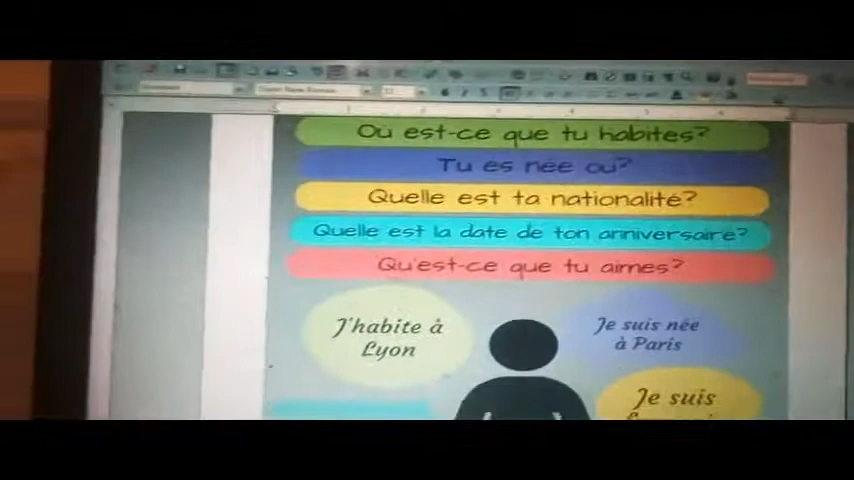 Où est-ce que tu habites?
Tu es née où?
Quelle est ta nationalité?
Quelle est la date de ton anniversaire?
Qu'est-ce que tu aimes?
J'habite à
Lyon
Je suis née
à Paris
Je suis